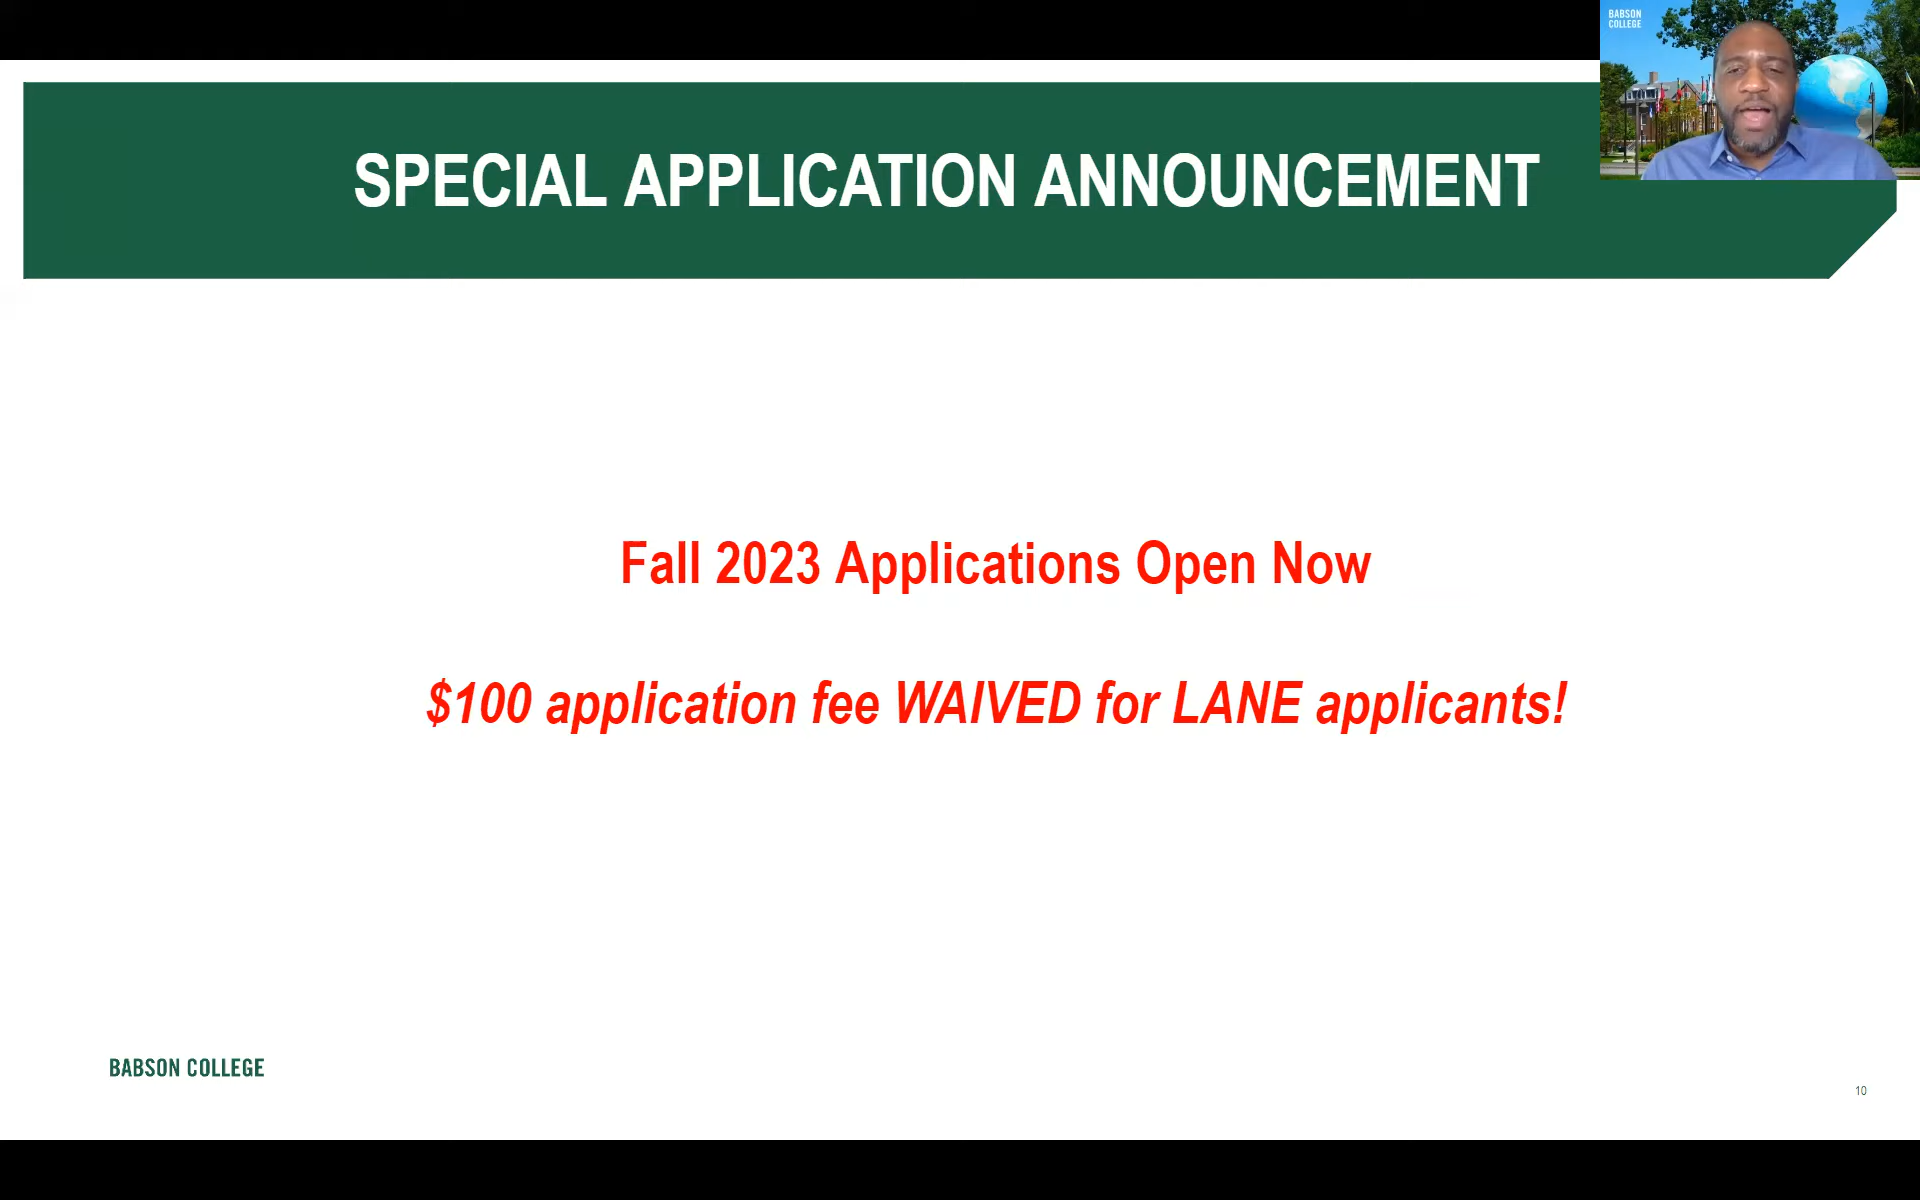 BABSON
COLLEGE
SPECIAL APPLICATION ANNOUNCEMENT
Fall 2023 Applications Open Now
$100 application fee WAIVED for LANE applicants!
BABSON COLLEGE
10